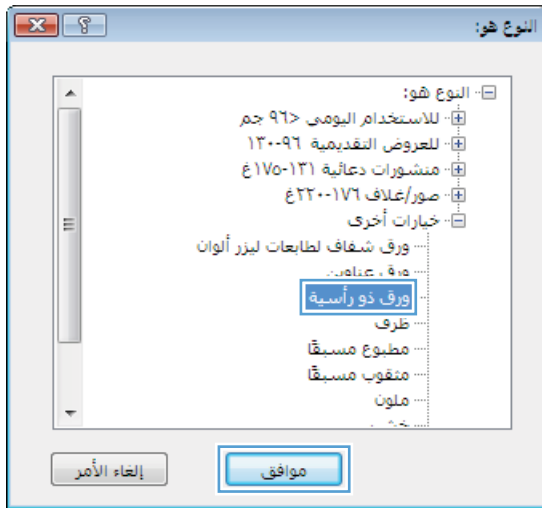 النوع هو:
النوع هو:
للاستخدام اليومي <٩٦ جم
للعروض التقديمية ٩٦-١٣٠
منشورات دعائية ١٣١-١٧٥غ
صور/غلاف ١٧٦-٢٢٠غ
خيارات أخرى
ورق شفاف لطابعات ليزر ألوان
ورق عناوين
ورق ذو رأسية
ظرف
مطبوع مسبقًا
مثقوب مسبقًا
ملون
موافق
إلغاء الأمر